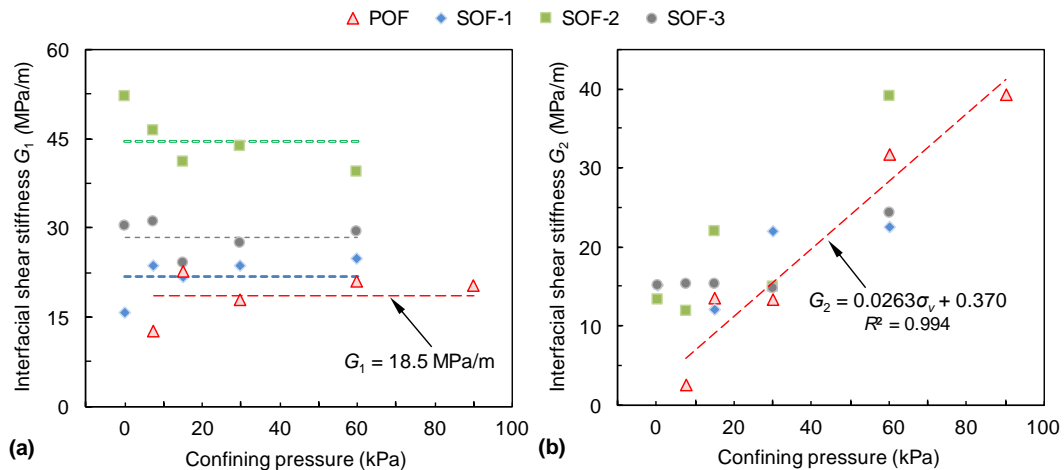 POF SOF-1 SOF-2 SOF-3
Interfacial shear stiffness G₁ (MPa/m)
60
45
30
15
0
G₁ = 18.5 MPa/m
0 20 40 60 80 100
(a)
Confining pressure (kPa)
Interfacial shear stiffness G₂ (MPa/m)
40
30
20
10
0
G₂ = 0.0263σᵥ + 0.370
R² = 0.994
0 20 40 60 80 100
(b)
Confining pressure (kPa)